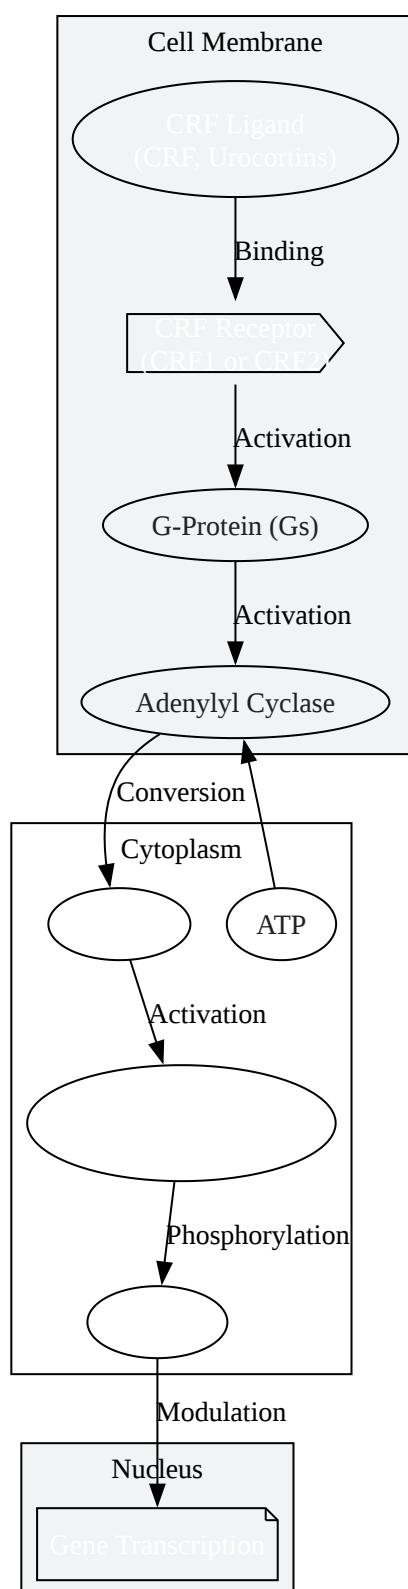 Cell Membrane
CRF Ligand
(CRF, Urocortins)
Binding
CRF Receptor
(CRF1 or CRF2)
Activation
G-Protein (Gs)
Activation
Adenylyl Cyclase
Conversion
Cytoplasm
ATP
Activation
Phosphorylation
Modulation
Nucleus
Gene Transcription